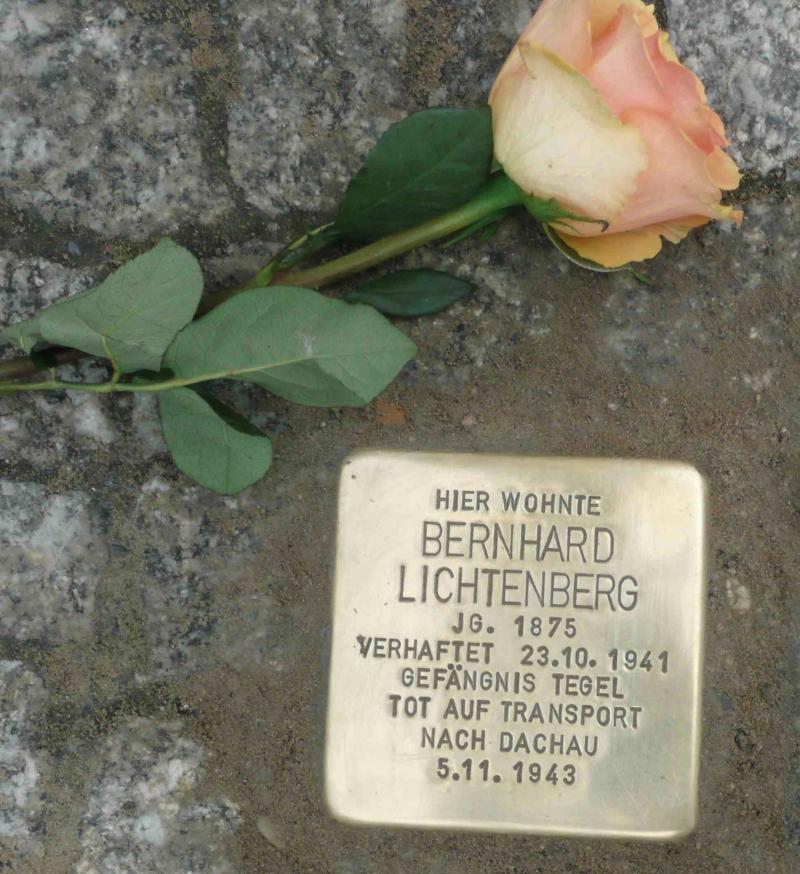 HIER WOHNTE
BERNHARD
LICHTENBERG
JG. 1875
VERHAFTET 23.10.1941
GEFÄNGNIS TEGEL
TOT AUF TRANSPORT
NACH DACHAU
5.11.1943